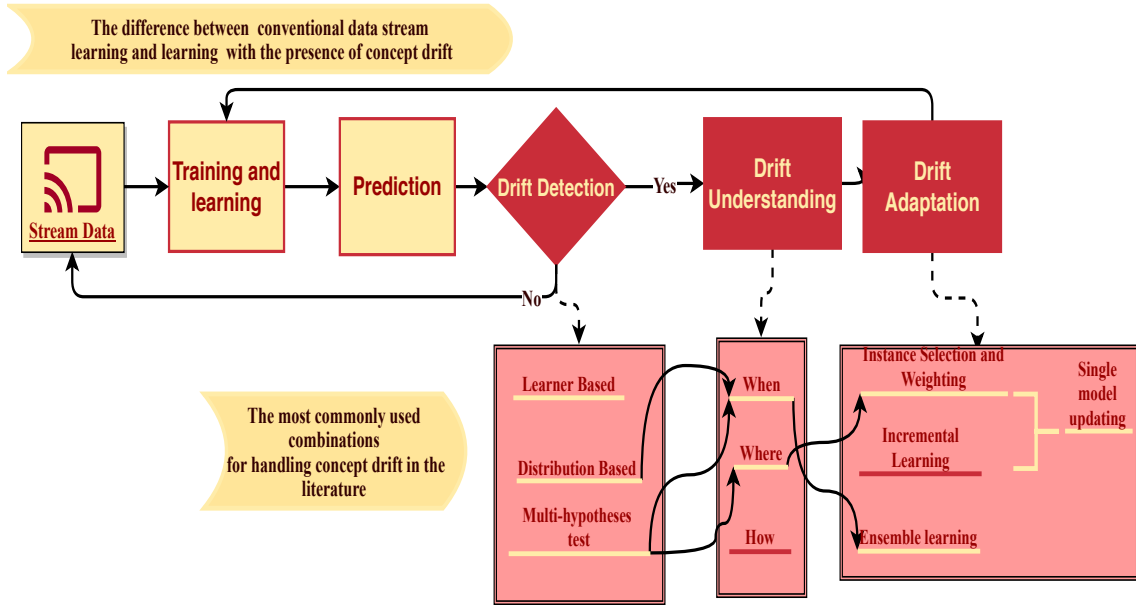 The difference between conventional data stream
learning and learning with the presence of concept drift
Stream Data
Training and
learning
Prediction
Drift Detection
Yes
Drift
Understanding
Drift
Adaptation
No
The most commonly used
combinations
for handling concept drift in the
literature
Learner Based
Distribution Based
Multi-hypotheses
test
When
Where
How
Instance Selection and
Weighting
Incremental
Learning
Ensemble learning
Single
model
updating